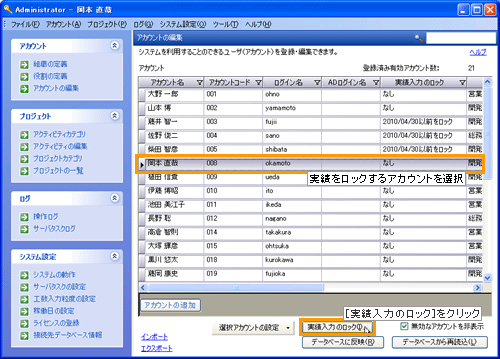 Administrator - 岡本 直哉
ファイル(F) アカウント(A) プロジェクト(P) ログ(G) システム設定(C) ツール(T) ヘルプ(H)
アカウント
組織の定義
役割の定義
アカウントの編集
プロジェクト
アクティビティカテゴリ
アクティビティの編集
プロジェクトカテゴリ
プロジェクトの一覧
ログ
操作ログ
サーバタスクログ
システム設定
システムの動作
サーバタスクの設定
工数入力粒度の設定
稼働日の設定
ライセンスの登録
接続先データベース情報
アカウントの編集
システムを利用することのできるユーザ(アカウント)を登録・編集できます。
ヘルプ
アカウント 登録済み有効アカウント数: 21
アカウント名 アカウントコード ログイン名 ADログイン名 実績入力のロック
大野 一郎 001 ohno なし 営業
山本 博 002 yamamoto なし 開発
藤井 智一 003 fujii 2010/04/30以前をロック 開発
佐野 俊二 004 sano 2010/04/30以前をロック 総務
柴田 智彦 005 shibata 2010/04/30以前をロック 開発
岡本 直哉 008 okamoto なし 開発
植田 信貴 009 ueda
実績をロックするアカウントを選択
伊藤 博昭 010 ito なし 開発
池田 美江子 011 ikeda なし 開発
長野 聡 012 nagano なし 総務
高倉 智則 014 takakura なし 営業
大塚 雄彦 015 ohtsuka なし 営業
黒川 悠太 018 kurokawa なし 開発
藤岡 康史 019 fujioka なし 開発
アカウントの追加
[実績入力のロック]をクリック
インポート
エクスポート
選択アカウントの設定
実績入力のロック(I)
無効なアカウントを非表示
データベースに反映(R)
データベースから再読込(L)